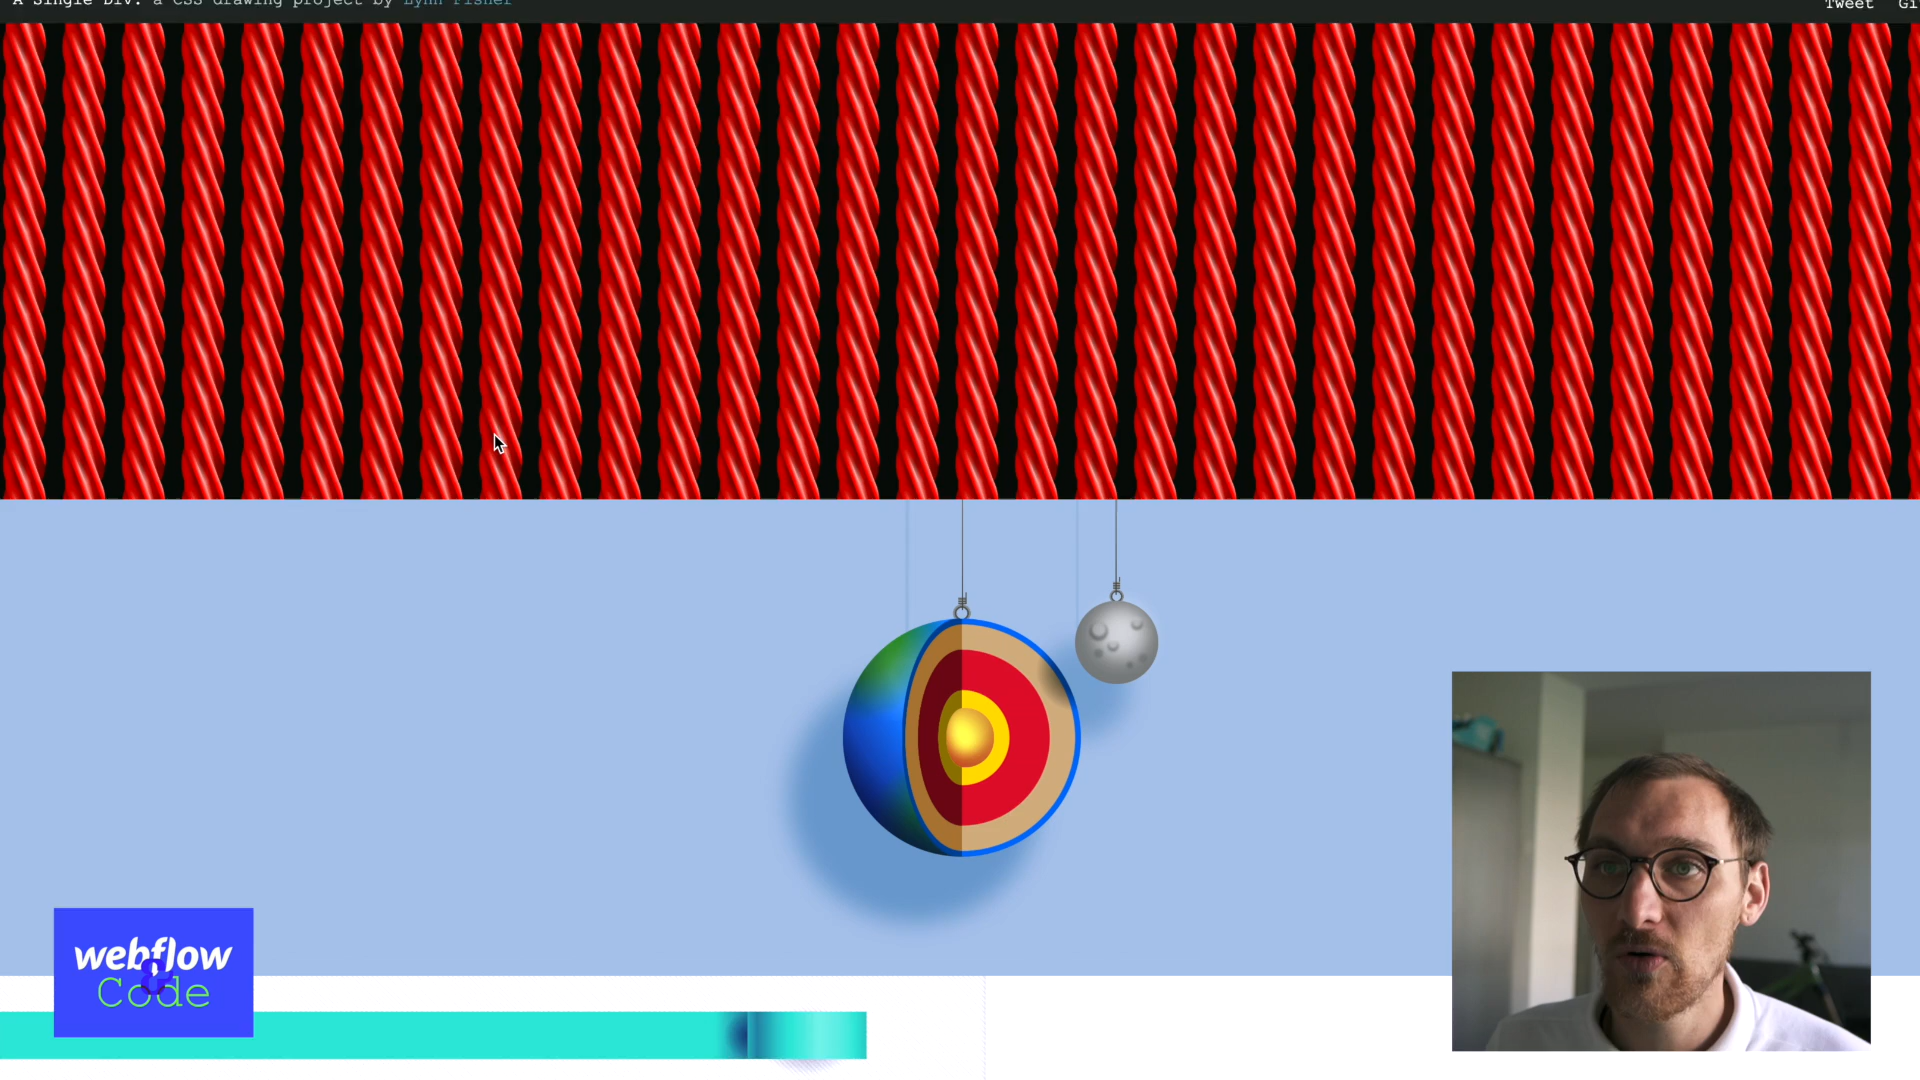 A Single Div: a CSS drawing project by Lynn Fisher
Tweet
webflow
&
Code